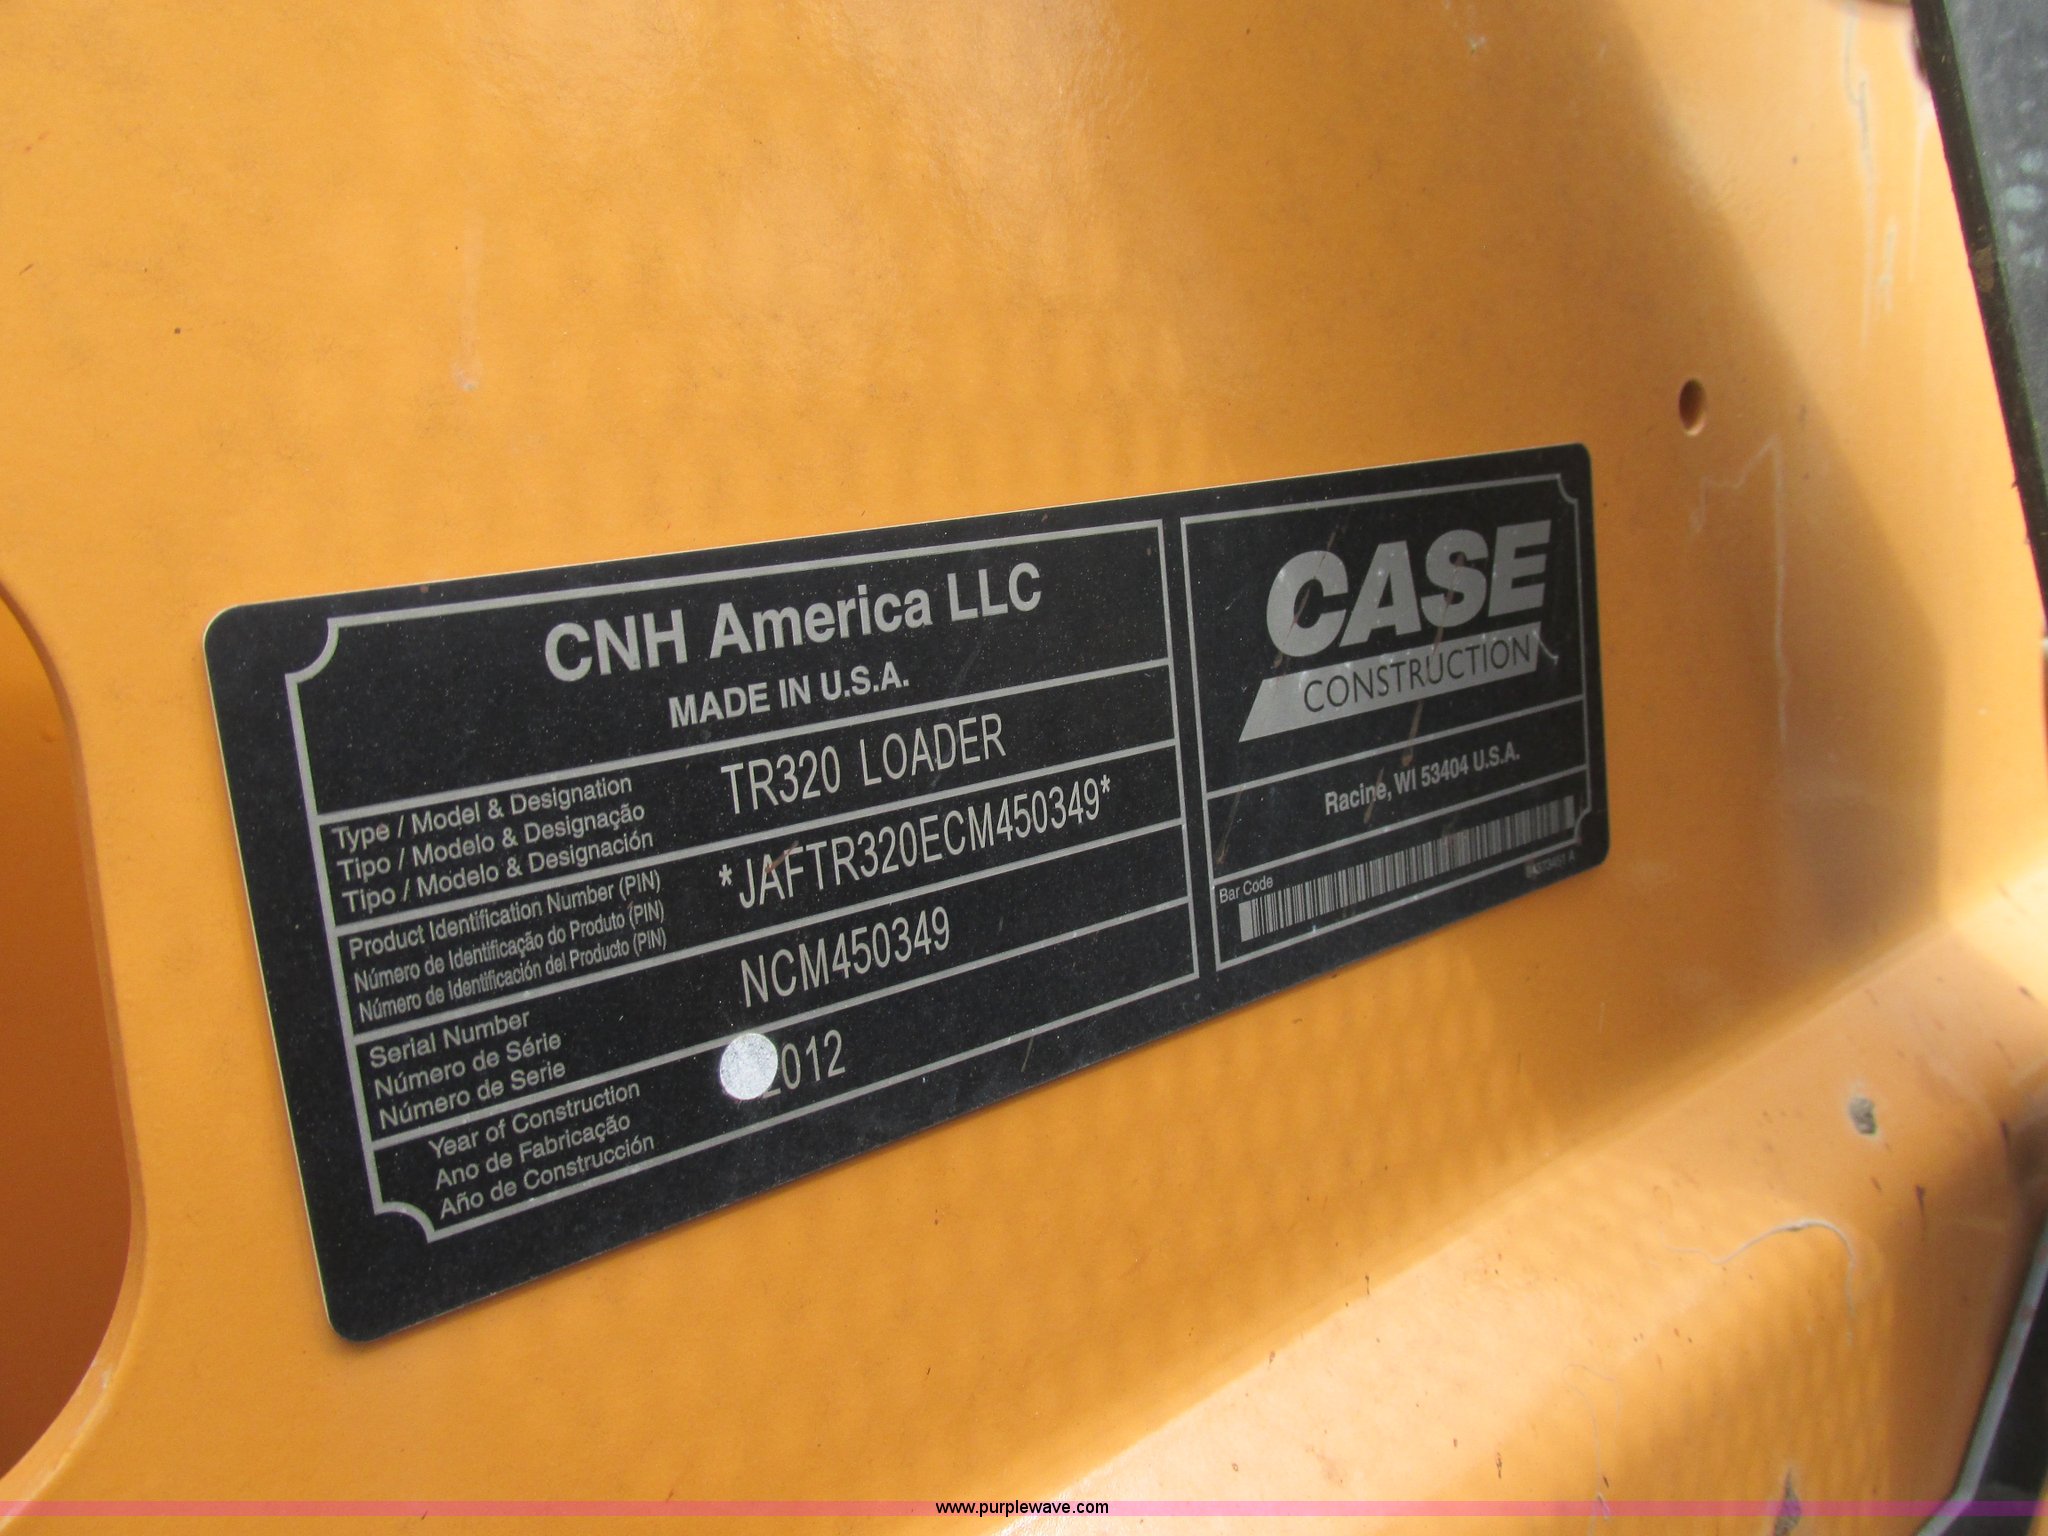 CNH America LLC
MADE IN U.S.A.
Type / Model & Designation
Tipo / Modelo & Designação
Tipo / Modelo & Designación
TR320 LOADER
Product Identification Number (PIN)
Número de Identificação do Produto (PIN)
Número de Identificación del Producto (PIN)
*JAFTR320ECM450349*
Serial Number
Número de Série
Número de Serie
NCM450349
Year of Construction
Ano de Fabricação
Año de Construcción
2012
CASE
CONSTRUCTION
Racine, WI 53404 U.S.A.
Bar Code
www.purplewave.com